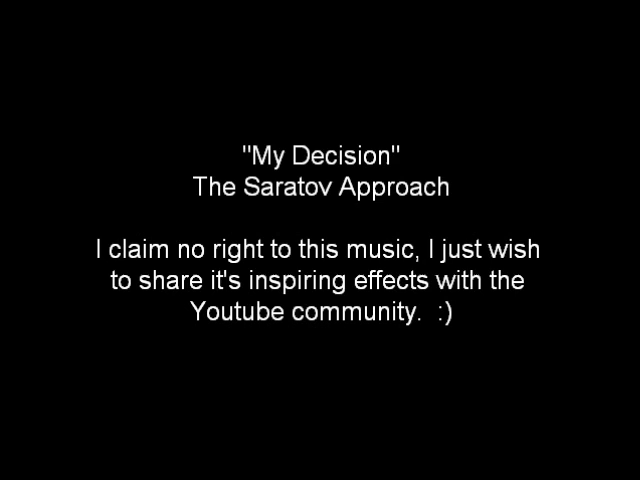 "My Decision"
The Saratov Approach
I claim no right to this music, I just wish
to share it's inspiring effects with the
Youtube community.  :)